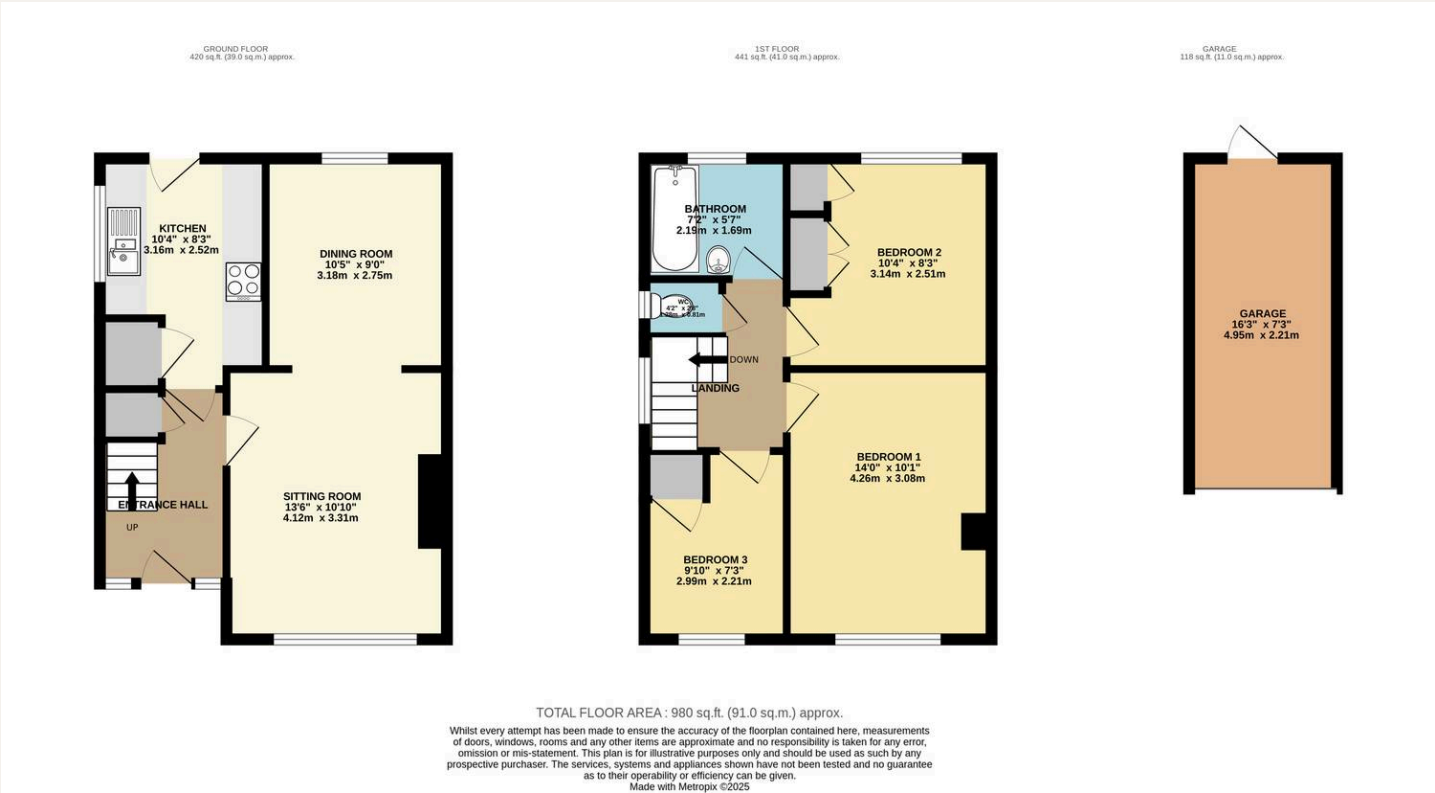 GROUND FLOOR
420 sq.ft. (39.0 sq.m.) approx.
1ST FLOOR
441 sq.ft. (41.0 sq.m.) approx.
GARAGE
118 sq.ft. (11.0 sq.m.) approx.
KITCHEN
10'4" x 8'3"
3.16m x 2.52m
DINING ROOM
10'5" x 9'0"
3.18m x 2.75m
SITTING ROOM
13'6" x 10'10"
4.12m x 3.31m
ENTRANCE HALL
UP
BATHROOM
7'2" x 5'7"
2.19m x 1.69m
WC
DOWN
LANDING
BEDROOM 2
10'4" x 8'3"
3.14m x 2.51m
BEDROOM 1
14'0" x 10'1"
4.26m x 3.08m
BEDROOM 3
9'10" x 7'3"
2.99m x 2.21m
GARAGE
16'3" x 7'3"
4.95m x 2.21m
TOTAL FLOOR AREA : 980 sq.ft. (91.0 sq.m.) approx.
Whilst every attempt has been made to ensure the accuracy of the floorplan contained here, measurements
of doors, windows, rooms and any other items are approximate and no responsibility is taken for any error,
omission or mis-statement. This plan is for illustrative purposes only and should be used as such by any
prospective purchaser. The services, systems and appliances shown have not been tested and no guarantee
as to their operability or efficiency can be given.
Made with Metropix ©2025